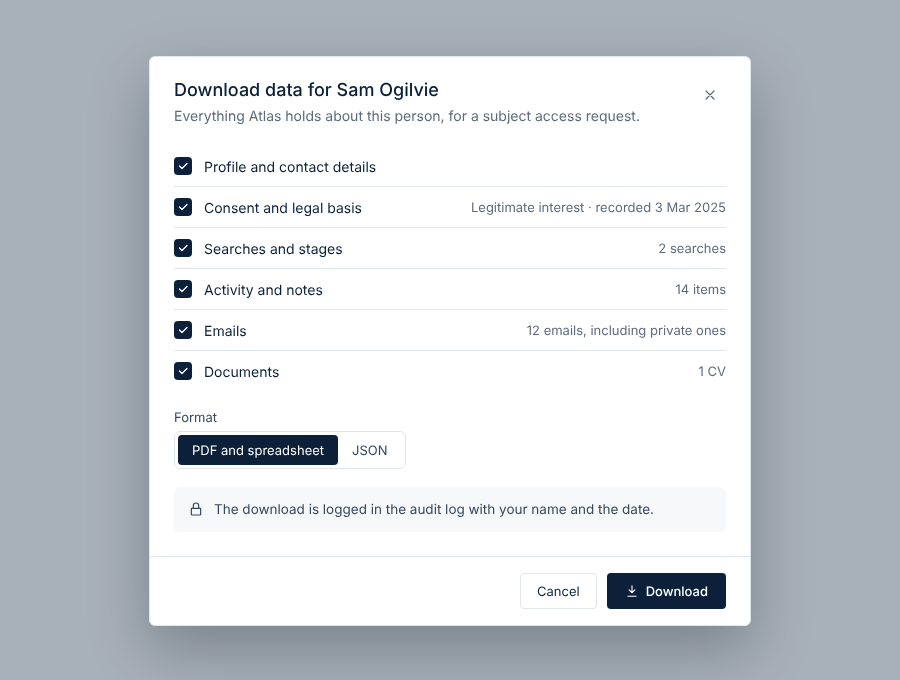 Download data for Sam Ogilvie
Everything Atlas holds about this person, for a subject access request.
Profile and contact details
Consent and legal basis Legitimate interest · recorded 3 Mar 2025
Searches and stages 2 searches
Activity and notes 14 items
Emails 12 emails, including private ones
Documents 1 CV
Format
PDF and spreadsheet JSON
The download is logged in the audit log with your name and the date.
Cancel Download